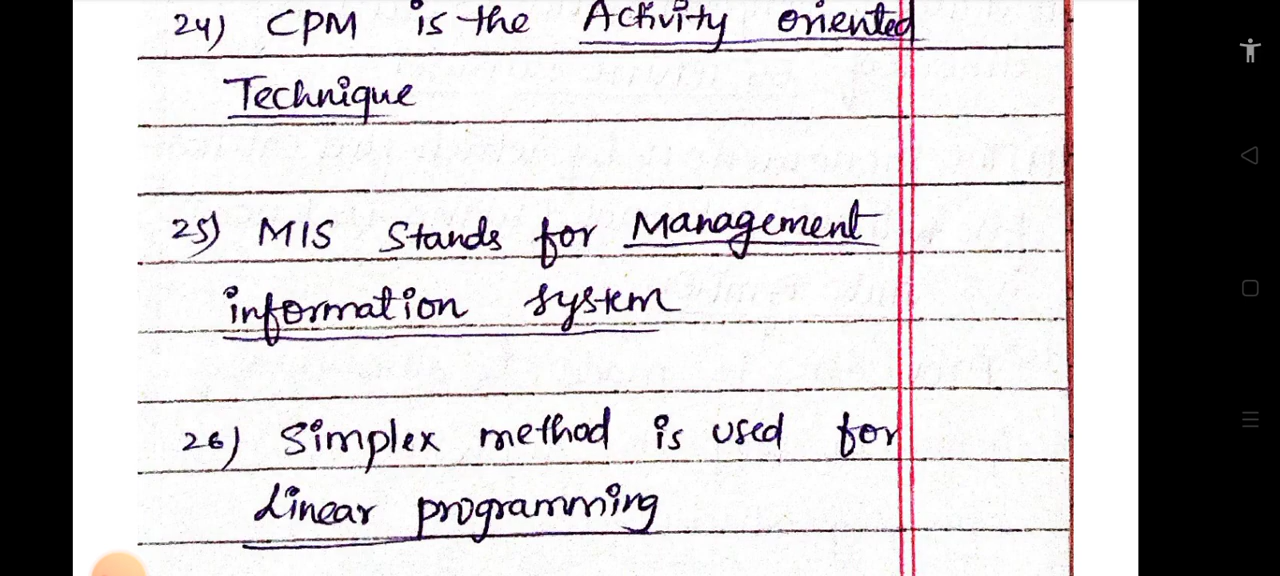 24) CPM is the Activity oriented
Technique
25) MIS Stands for Management
information system
26) Simplex method is used for
Linear programming